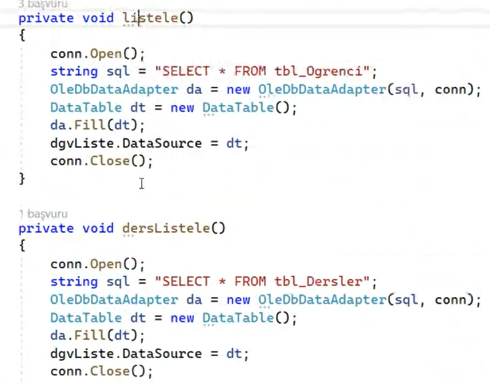 3 başvuru
private void listele()
{
conn.Open();
string sql = "SELECT * FROM tbl_Ogrenci";
OleDbDataAdapter da = new OleDbDataAdapter(sql, conn);
DataTable dt = new DataTable();
da.Fill(dt);
dgvListe.DataSource = dt;
conn.Close();
}
1 başvuru
private void dersListele()
{
conn.Open();
string sql = "SELECT * FROM tbl_Dersler";
OleDbDataAdapter da = new OleDbDataAdapter(sql, conn);
DataTable dt = new DataTable();
da.Fill(dt);
dgvListe.DataSource = dt;
conn.Close();